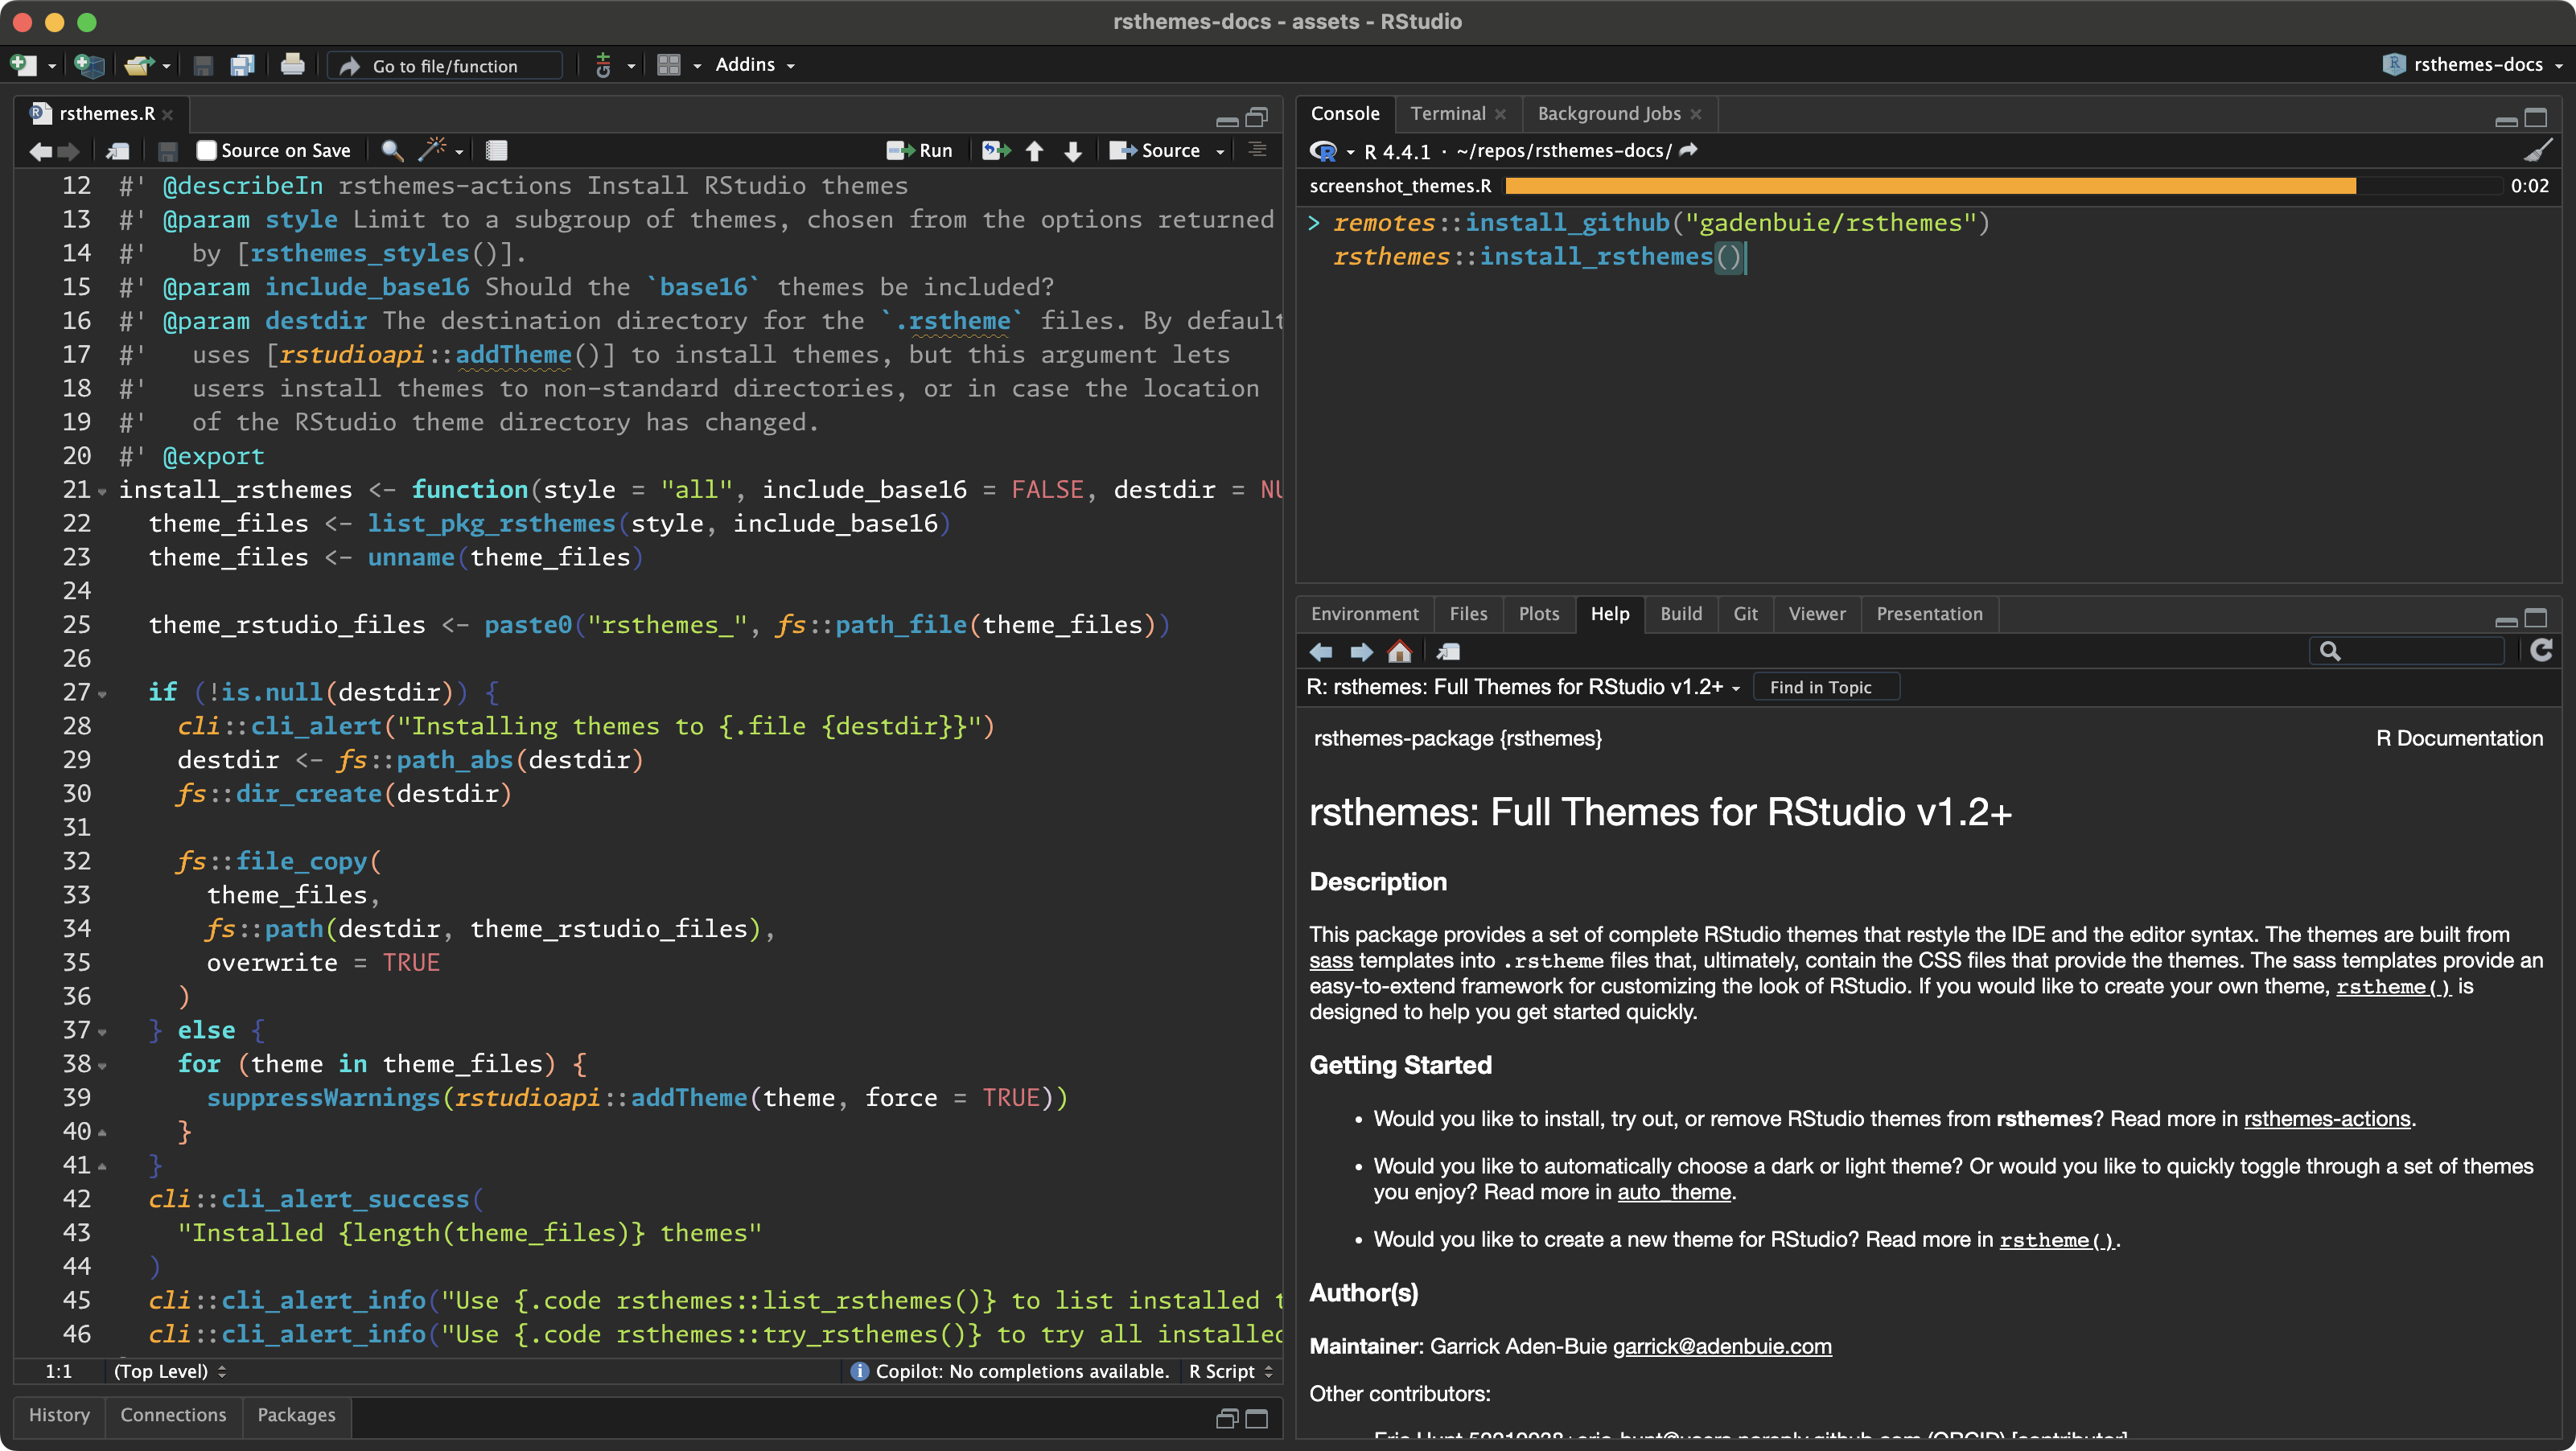 rsthemes-docs - assets - RStudio
Go to file/function
Addins
rsthemes-docs
rsthemes.R
Source on Save
Run
Source
12 #' @describeIn rsthemes-actions Install RStudio themes
13 #' @param style Limit to a subgroup of themes, chosen from the options returned
14 #'   by [rsthemes_styles()].
15 #' @param include_base16 Should the `base16` themes be included?
16 #' @param destdir The destination directory for the `.rstheme` files. By default
17 #'   uses [rstudioapi::addTheme()] to install themes, but this argument lets
18 #'   users install themes to non-standard directories, or in case the location
19 #'   of the RStudio theme directory has changed.
20 #' @export
21 install_rsthemes <- function(style = "all", include_base16 = FALSE, destdir = NU
22   theme_files <- list_pkg_rsthemes(style, include_base16)
23   theme_files <- unname(theme_files)
24
25   theme_rstudio_files <- paste0("rsthemes_", fs::path_file(theme_files))
26
27   if (!is.null(destdir)) {
28     cli::cli_alert("Installing themes to {.file {destdir}}")
29     destdir <- fs::path_abs(destdir)
30     fs::dir_create(destdir)
31
32     fs::file_copy(
33       theme_files,
34       fs::path(destdir, theme_rstudio_files),
35       overwrite = TRUE
36     )
37   } else {
38     for (theme in theme_files) {
39       suppressWarnings(rstudioapi::addTheme(theme, force = TRUE))
40     }
41   }
42   cli::cli_alert_success(
43     "Installed {length(theme_files)} themes"
44   )
45   cli::cli_alert_info("Use {.code rsthemes::list_rsthemes()} to list installed t
46   cli::cli_alert_info("Use {.code rsthemes::try_rsthemes()} to try all installed
1:1 (Top Level) Copilot: No completions available. R Script
History Connections Packages
Console Terminal Background Jobs
R 4.4.1 · ~/repos/rsthemes-docs/
screenshot_themes.R 0:02
> remotes::install_github("gadenbuie/rsthemes")
rsthemes::install_rsthemes()
Environment Files Plots Help Build Git Viewer Presentation
R: rsthemes: Full Themes for RStudio v1.2+ Find in Topic
rsthemes-package {rsthemes} R Documentation
rsthemes: Full Themes for RStudio v1.2+
Description
This package provides a set of complete RStudio themes that restyle the IDE and the editor syntax. The themes are built from
sass templates into .rstheme files that, ultimately, contain the CSS files that provide the themes. The sass templates provide an
easy-to-extend framework for customizing the look of RStudio. If you would like to create your own theme, rstheme() is
designed to help you get started quickly.
Getting Started
• Would you like to install, try out, or remove RStudio themes from rsthemes? Read more in rsthemes-actions.
• Would you like to automatically choose a dark or light theme? Or would you like to quickly toggle through a set of themes
you enjoy? Read more in auto_theme.
• Would you like to create a new theme for RStudio? Read more in rstheme().
Author(s)
Maintainer: Garrick Aden-Buie garrick@adenbuie.com
Other contributors: